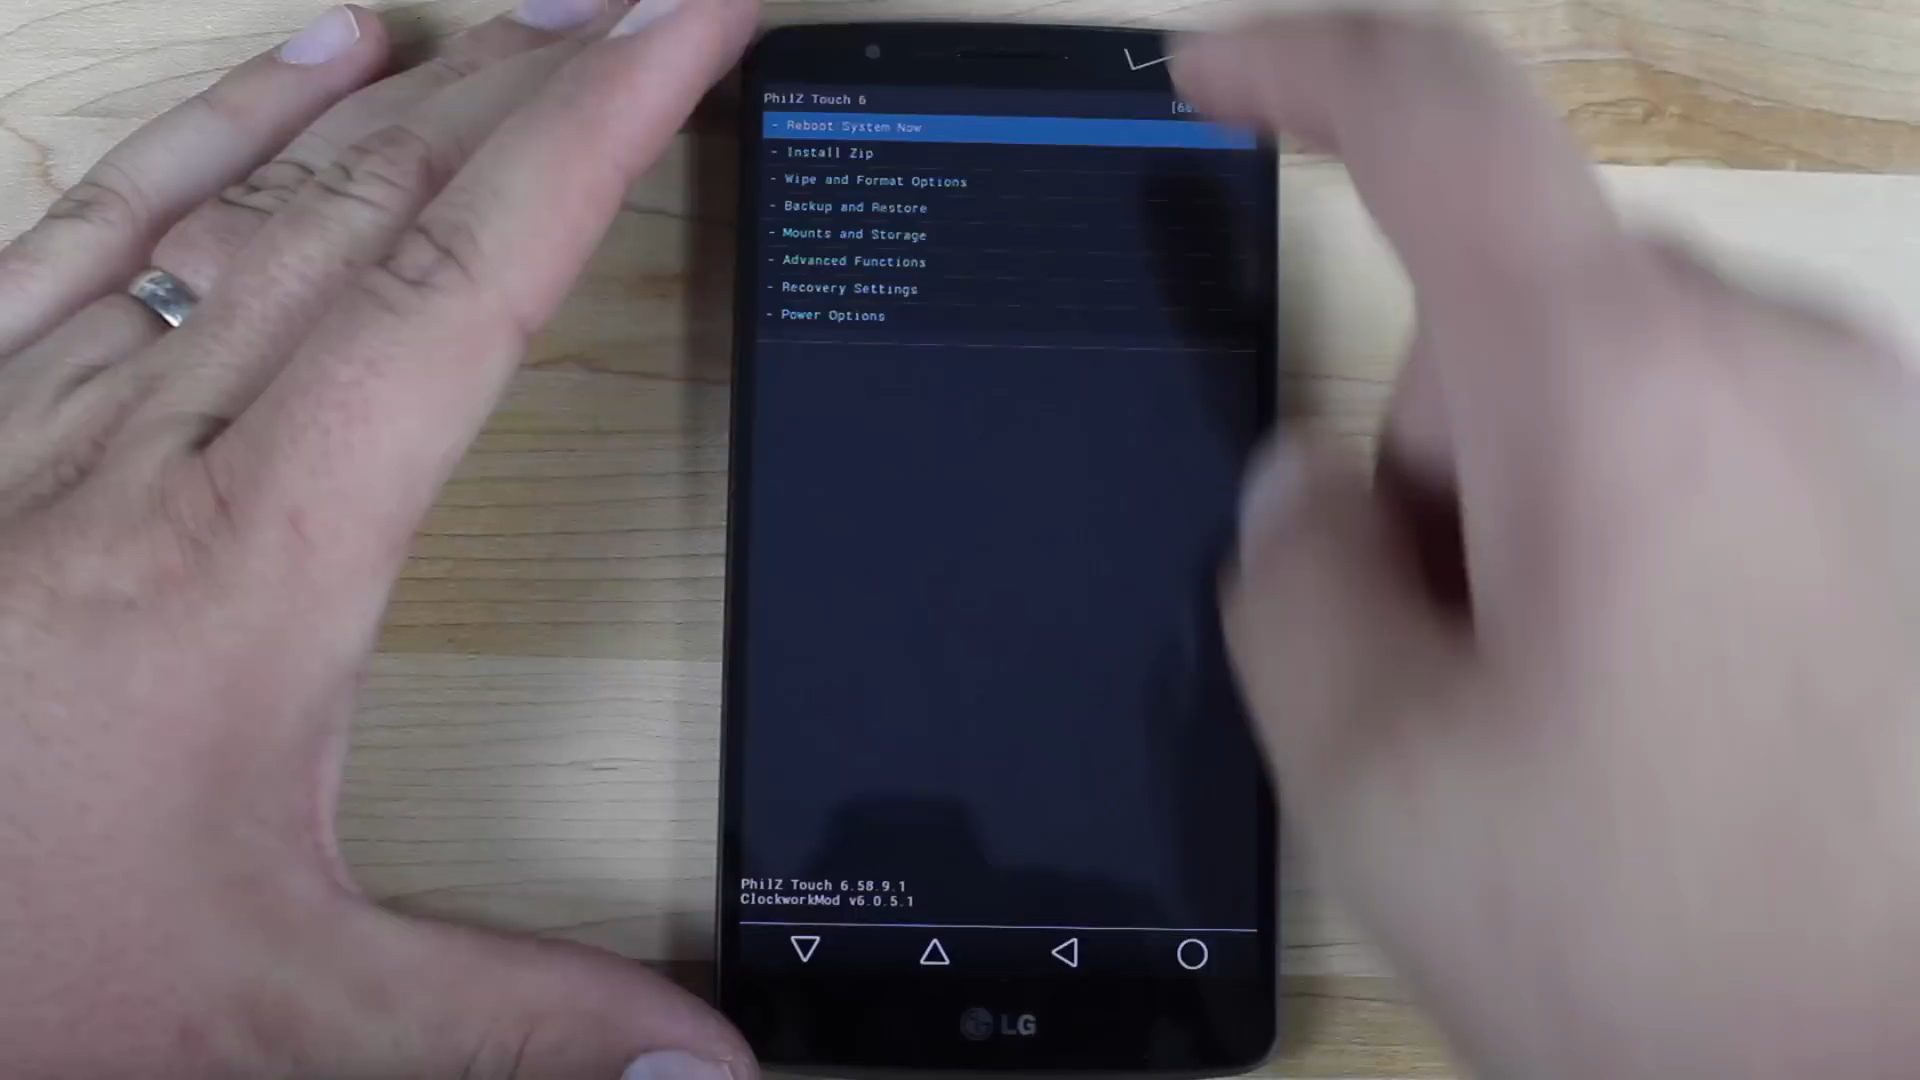 PhilZ Touch 6
- Reboot System Now
- Install Zip
- Wipe and Format Options
- Backup and Restore
- Mounts and Storage
- Advanced Functions
- Recovery Settings
- Power Options
PhilZ Touch 6.58.9.1
ClockworkMod v6.0.5.1
LG